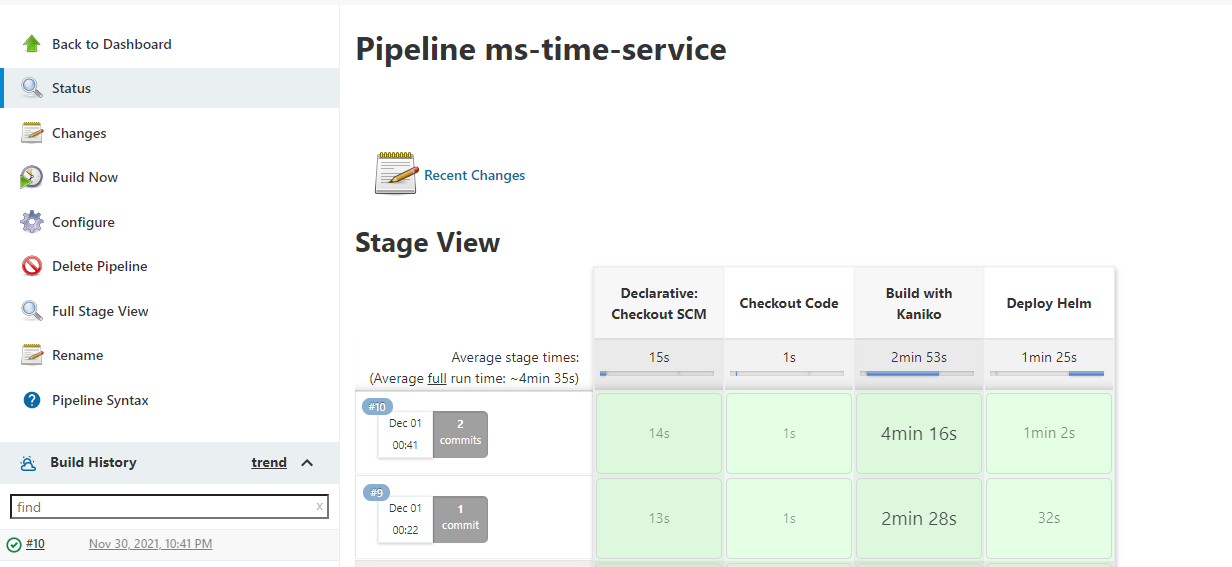 Back to Dashboard
Status
Changes
Build Now
Configure
Delete Pipeline
Full Stage View
Rename
Pipeline Syntax
Build History trend
find x
#10 Nov 30, 2021, 10:41 PM
Pipeline ms-time-service
Recent Changes
Stage View
Declarative:
Checkout SCM
Checkout Code
Build with
Kaniko
Deploy Helm
Average stage times:
(Average full run time: ~4min 35s)
15s 1s 2min 53s 1min 25s
#10
Dec 01
00:41
2
commits
14s 1s 4min 16s 1min 2s
#9
Dec 01
00:22
1
commit
13s 1s 2min 28s 32s